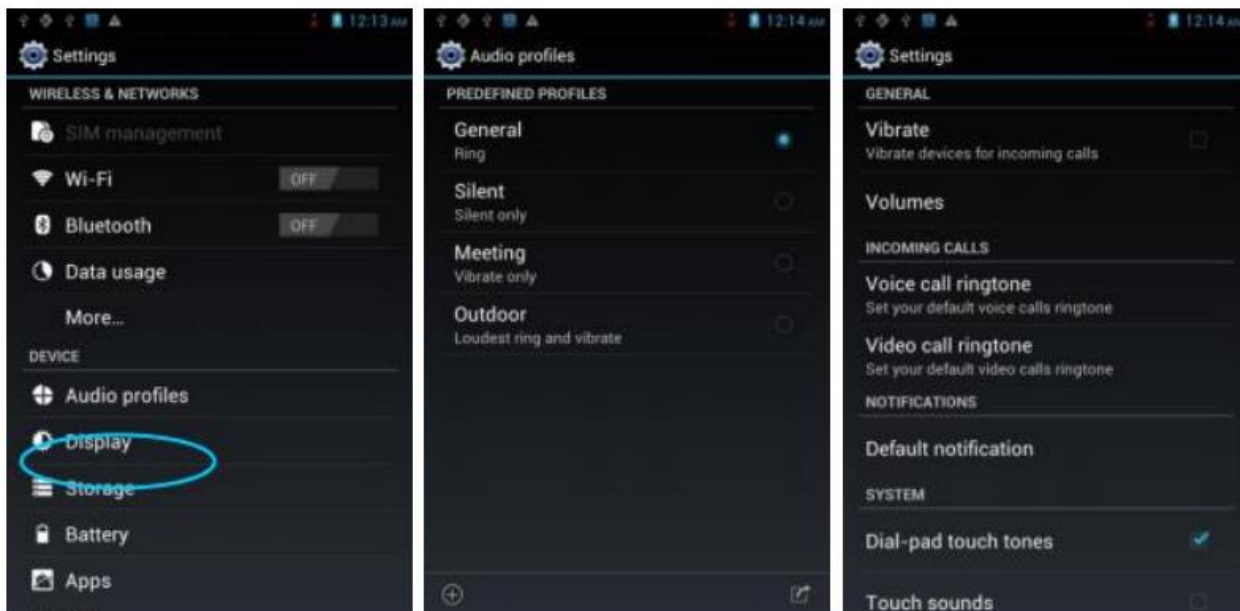 12:13 AM
Settings
WIRELESS & NETWORKS
SIM management
Wi-Fi OFF
Bluetooth OFF
Data usage
More...
DEVICE
Audio profiles
Display
Storage
Battery
Apps
12:14 AM
Audio profiles
PREDEFINED PROFILES
General
Ring
Silent
Silent only
Meeting
Vibrate only
Outdoor
Loudest ring and vibrate
12:14 AM
Settings
GENERAL
Vibrate
Vibrate devices for incoming calls
Volumes
INCOMING CALLS
Voice call ringtone
Set your default voice calls ringtone
Video call ringtone
Set your default video calls ringtone
NOTIFICATIONS
Default notification
SYSTEM
Dial-pad touch tones
Touch sounds